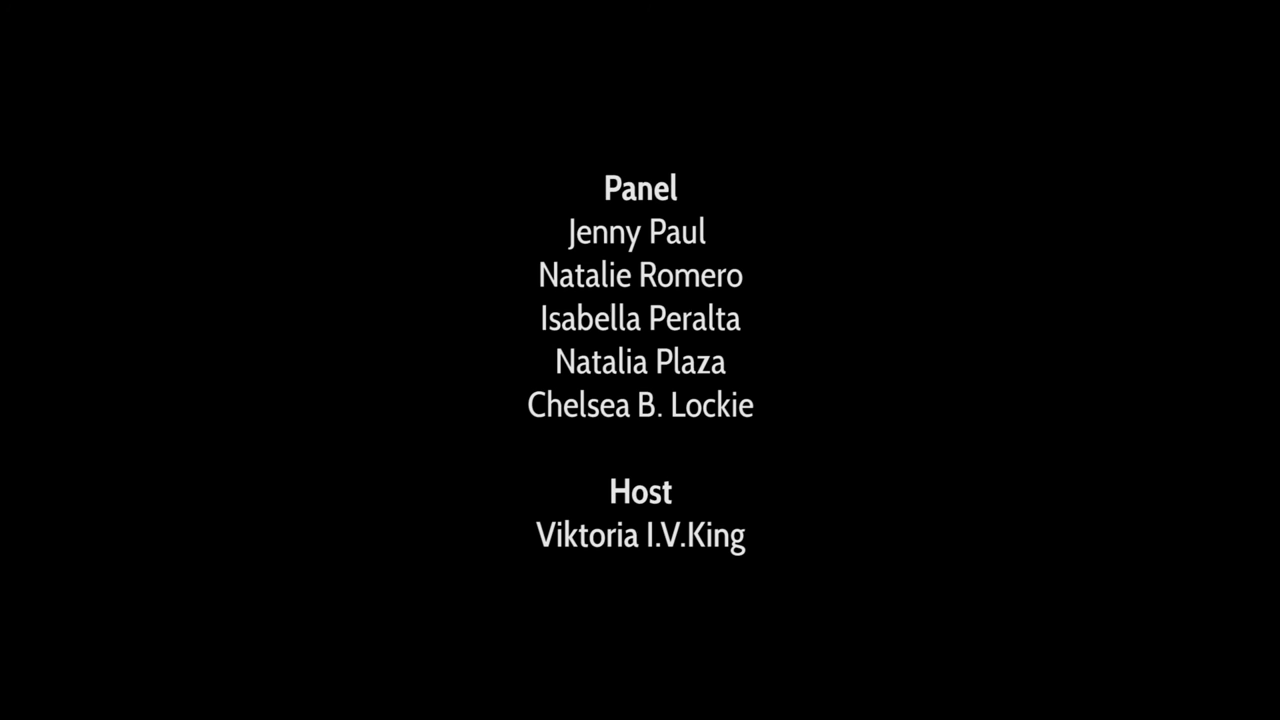 Panel
Jenny Paul
Natalie Romero
Isabella Peralta
Natalia Plaza
Chelsea B. Lockie
Host
Viktoria I.V.King